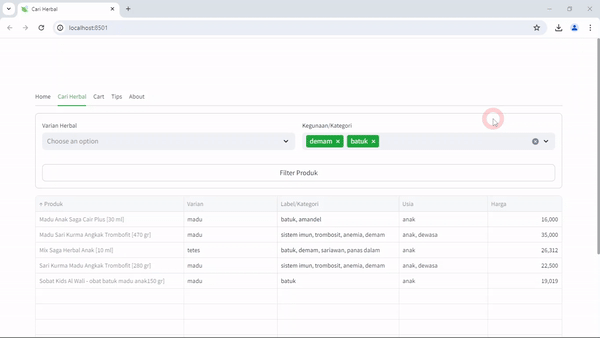 Cari Herbal
localhost:8501
Home Cari Herbal Cart Tips About
Varian Herbal Kegunaan/Kategori
Choose an option demam batuk
Filter Produk
Produk Varian Label/Kategori Usia Harga
Madu Anak Saga Cair Plus [30 ml] madu batuk, amandel anak 16,000
Madu Sari Kurma Angkak Trombofit [470 gr] madu sistem imun, trombosit, anemia, demam anak, dewasa 35,000
Mix Saga Herbal Anak [10 ml] tetes batuk, demam, sariawan, panas dalam anak 26,312
Sari Kurma Madu Angkak Trombofit [280 gr] madu sistem imun, trombosit, anemia, demam anak, dewasa 22,500
Sobat Kids Al Wali - obat batuk madu anak150 gr] madu batuk anak 19,019